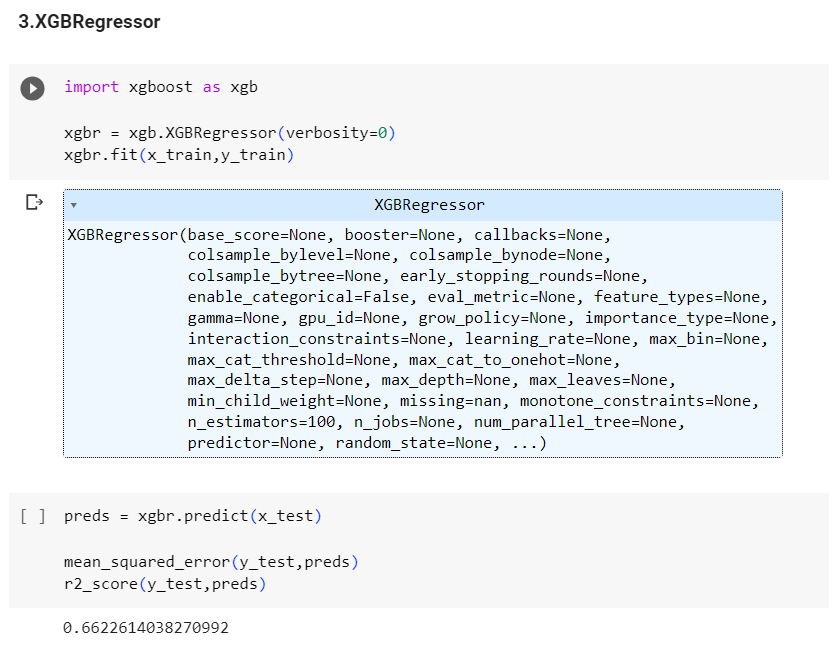 3.XGBRegressor
import xgboost as xgb
xgbr = xgb.XGBRegressor(verbosity=0)
xgbr.fit(x_train,y_train)
XGBRegressor
XGBRegressor(base_score=None, booster=None, callbacks=None,
colsample_bylevel=None, colsample_bynode=None,
colsample_bytree=None, early_stopping_rounds=None,
enable_categorical=False, eval_metric=None, feature_types=None,
gamma=None, gpu_id=None, grow_policy=None, importance_type=None,
interaction_constraints=None, learning_rate=None, max_bin=None,
max_cat_threshold=None, max_cat_to_onehot=None,
max_delta_step=None, max_depth=None, max_leaves=None,
min_child_weight=None, missing=nan, monotone_constraints=None,
n_estimators=100, n_jobs=None, num_parallel_tree=None,
predictor=None, random_state=None, ...)
[ ] preds = xgbr.predict(x_test)
mean_squared_error(y_test,preds)
r2_score(y_test,preds)
0.6622614038270992